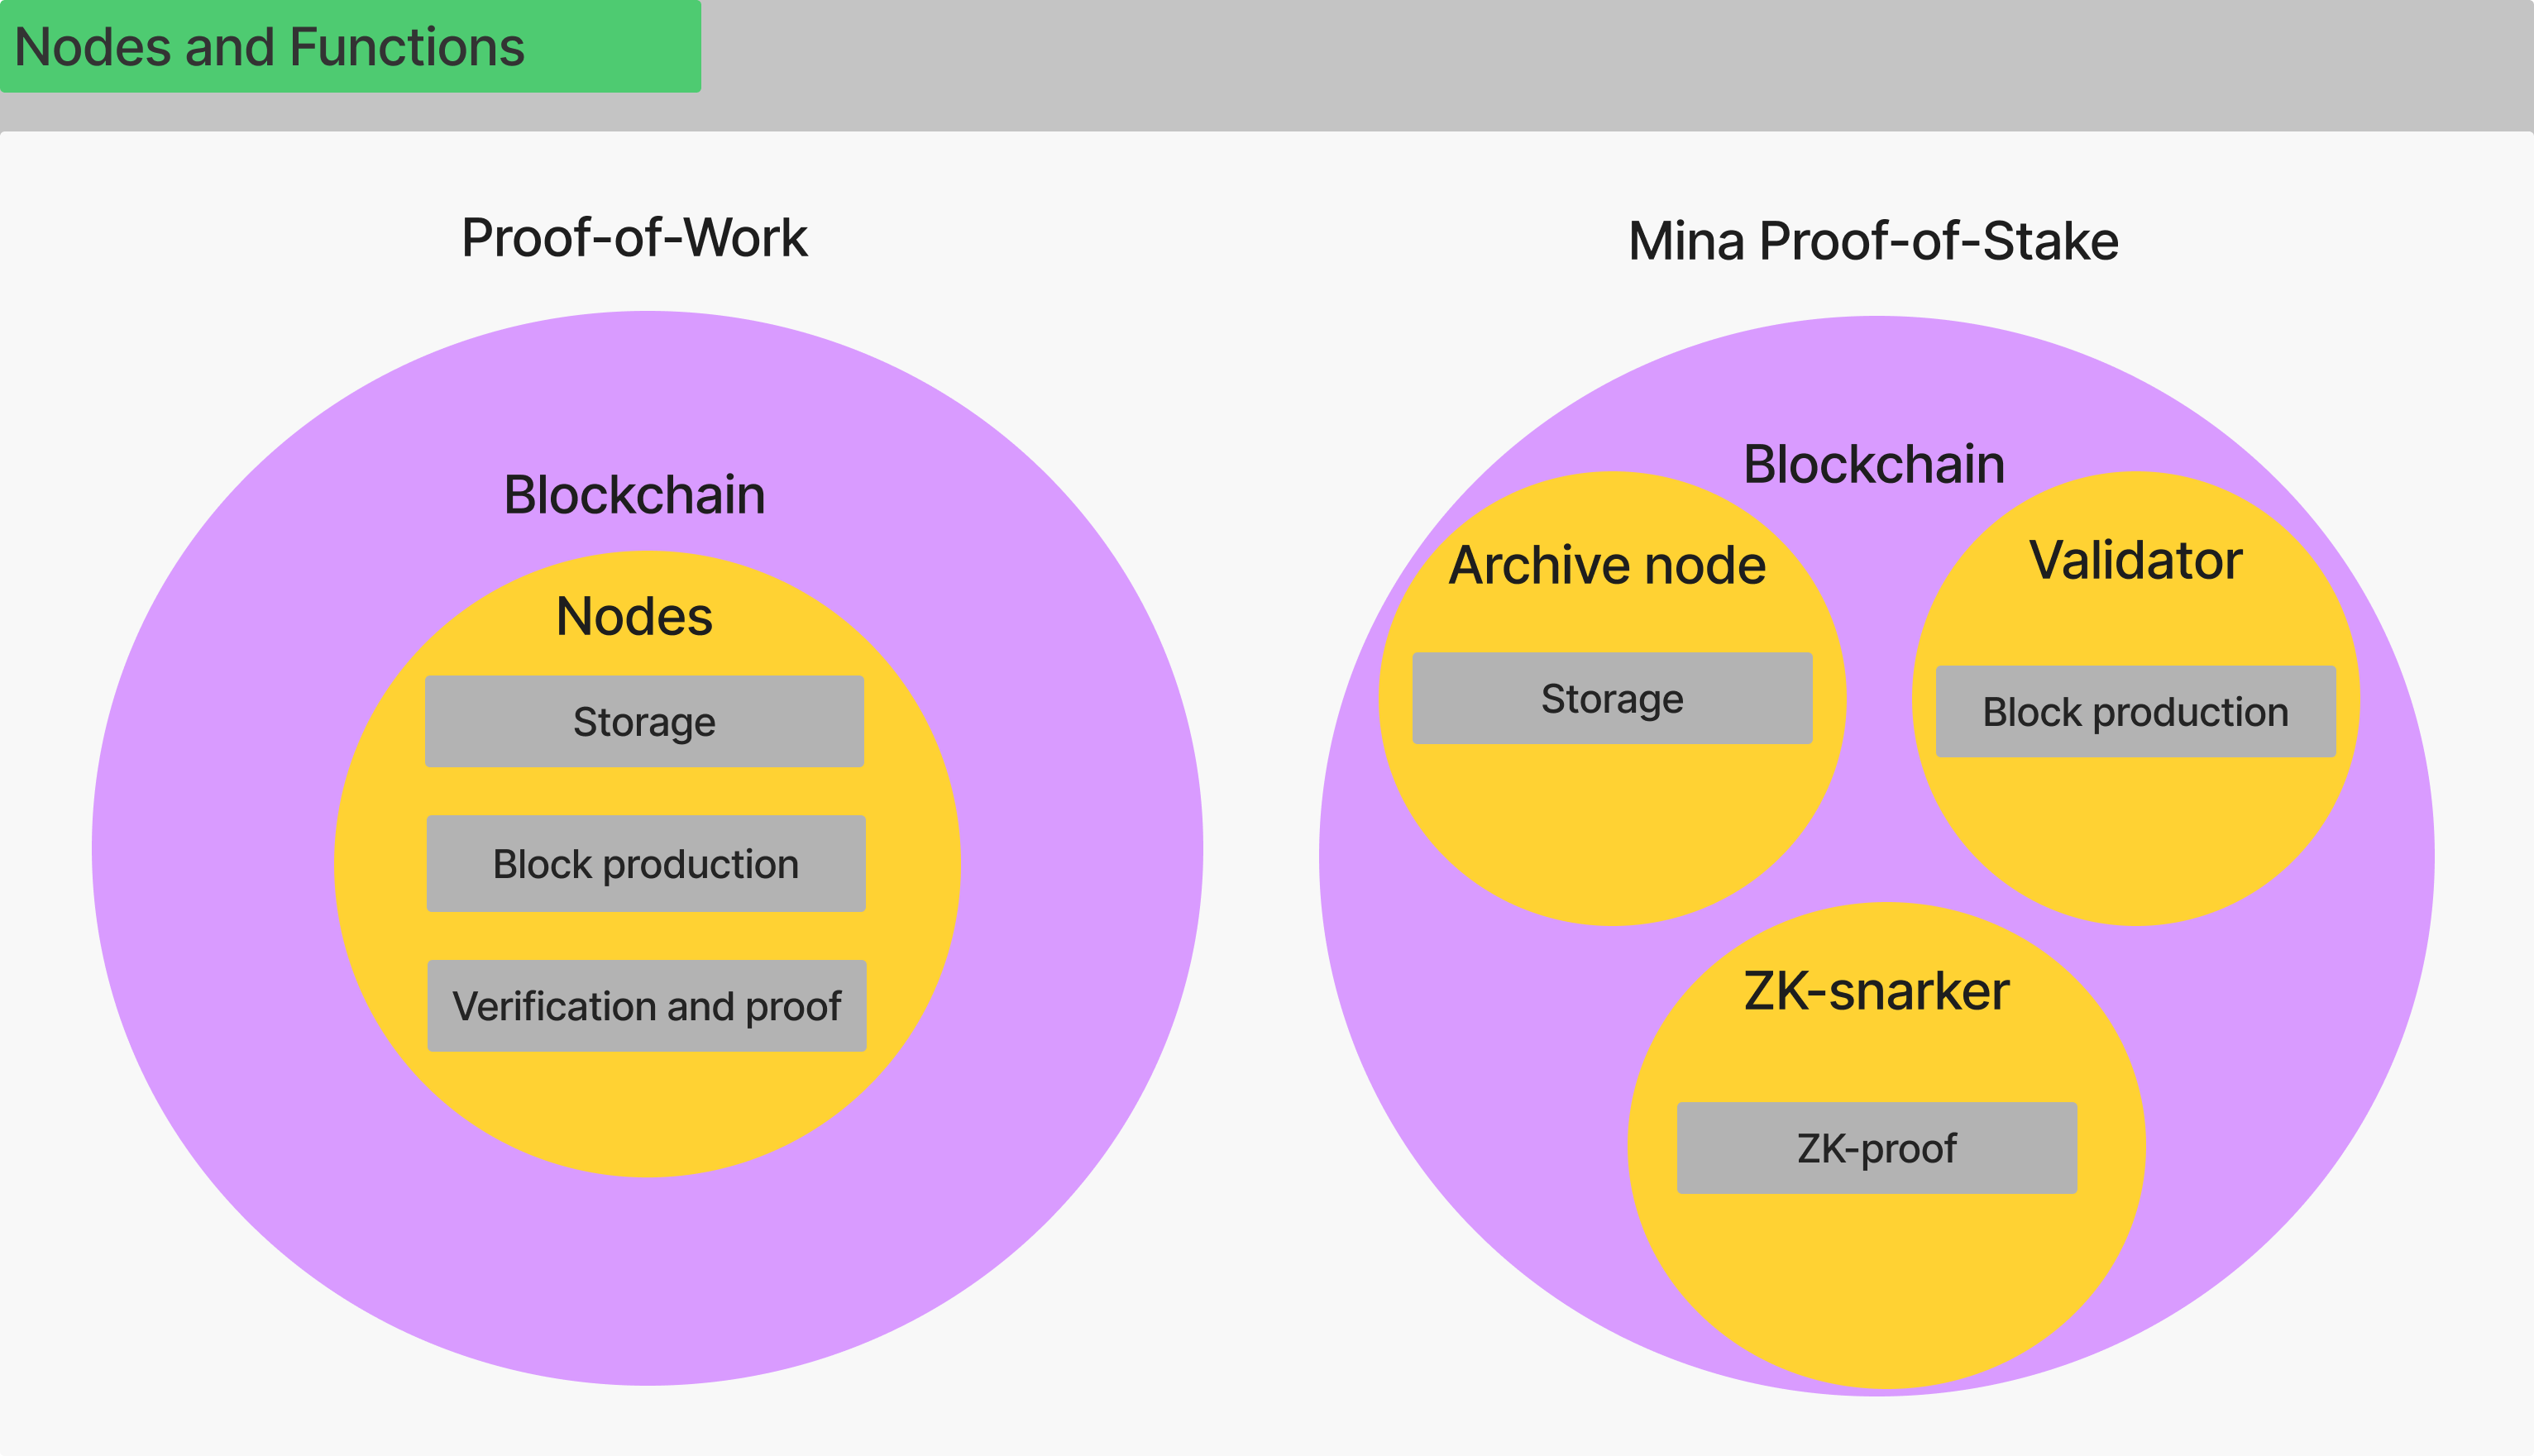 Nodes and Functions
Proof-of-Work
Blockchain
Nodes
Storage
Block production
Verification and proof
Mina Proof-of-Stake
Blockchain
Archive node
Storage
Validator
Block production
ZK-snarker
ZK-proof